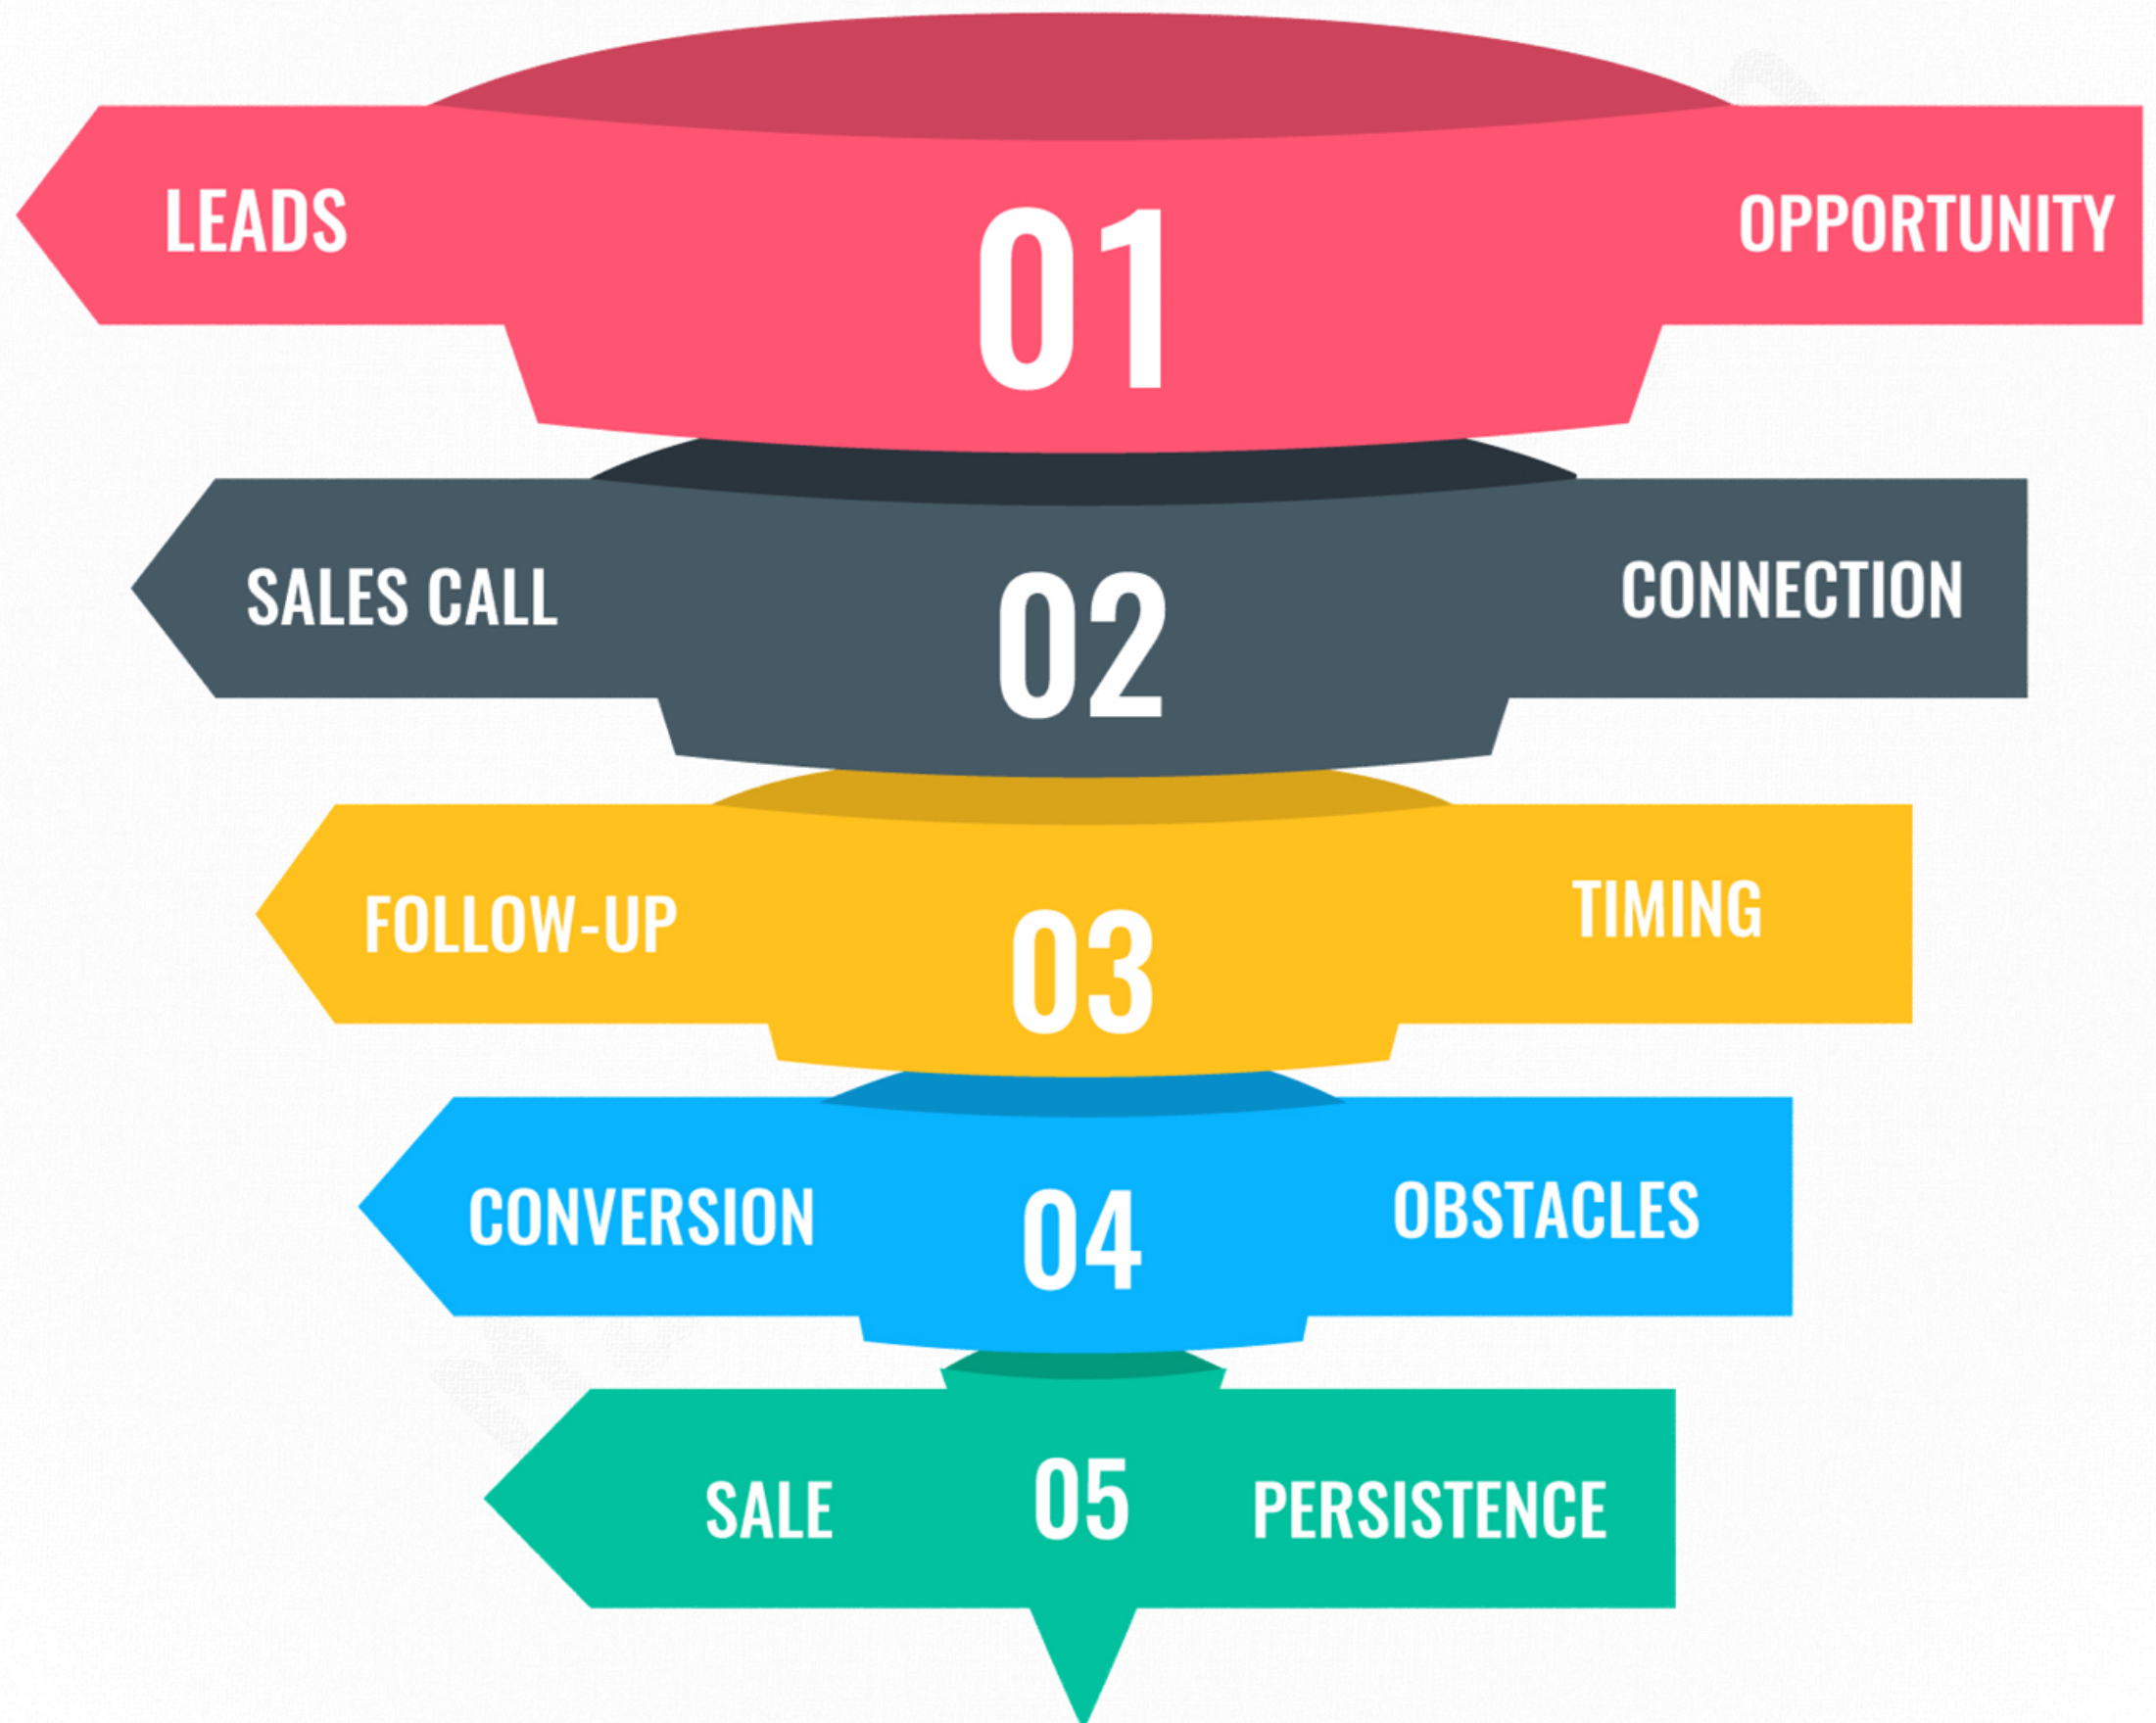 LEADS 01 OPPORTUNITY
SALES CALL 02 CONNECTION
FOLLOW-UP 03 TIMING
CONVERSION 04 OBSTACLES
SALE 05 PERSISTENCE